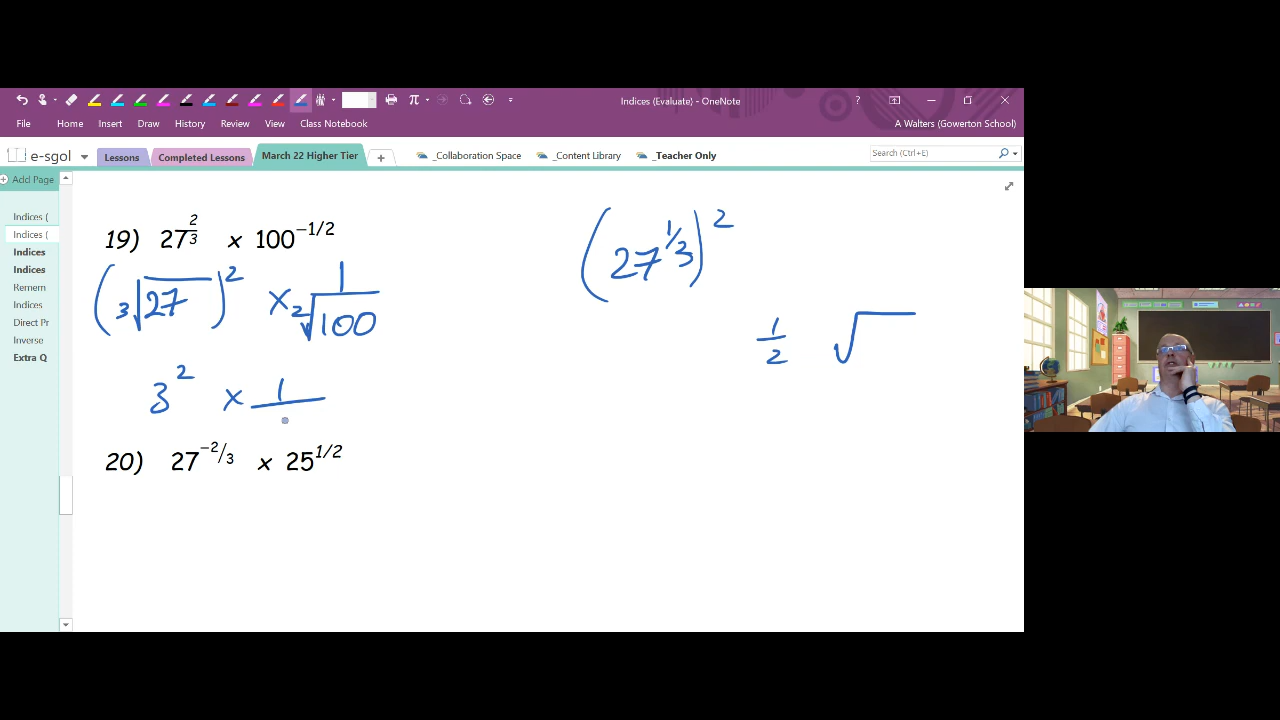 Indices (Evaluate) - OneNote
?
File Home Insert Draw History Review View Class Notebook
A Walters (Gowerton School)
e-sgol
Lessons
Completed Lessons
March 22 Higher Tier
+
_Collaboration Space
_Content Library
_Teacher Only
Search (Ctrl+E)
Add Page
Indices (
Indices (
Indices
Indices
Remem
Indices
Direct Pr
Inverse
Extra Q
19) 27^{2/3} x 100^{-1/2}
(³√27)² x 1/²√100
3² x 1/
20) 27^{-2/3} x 25^{1/2}
(27^{1/3})²
1/2 √